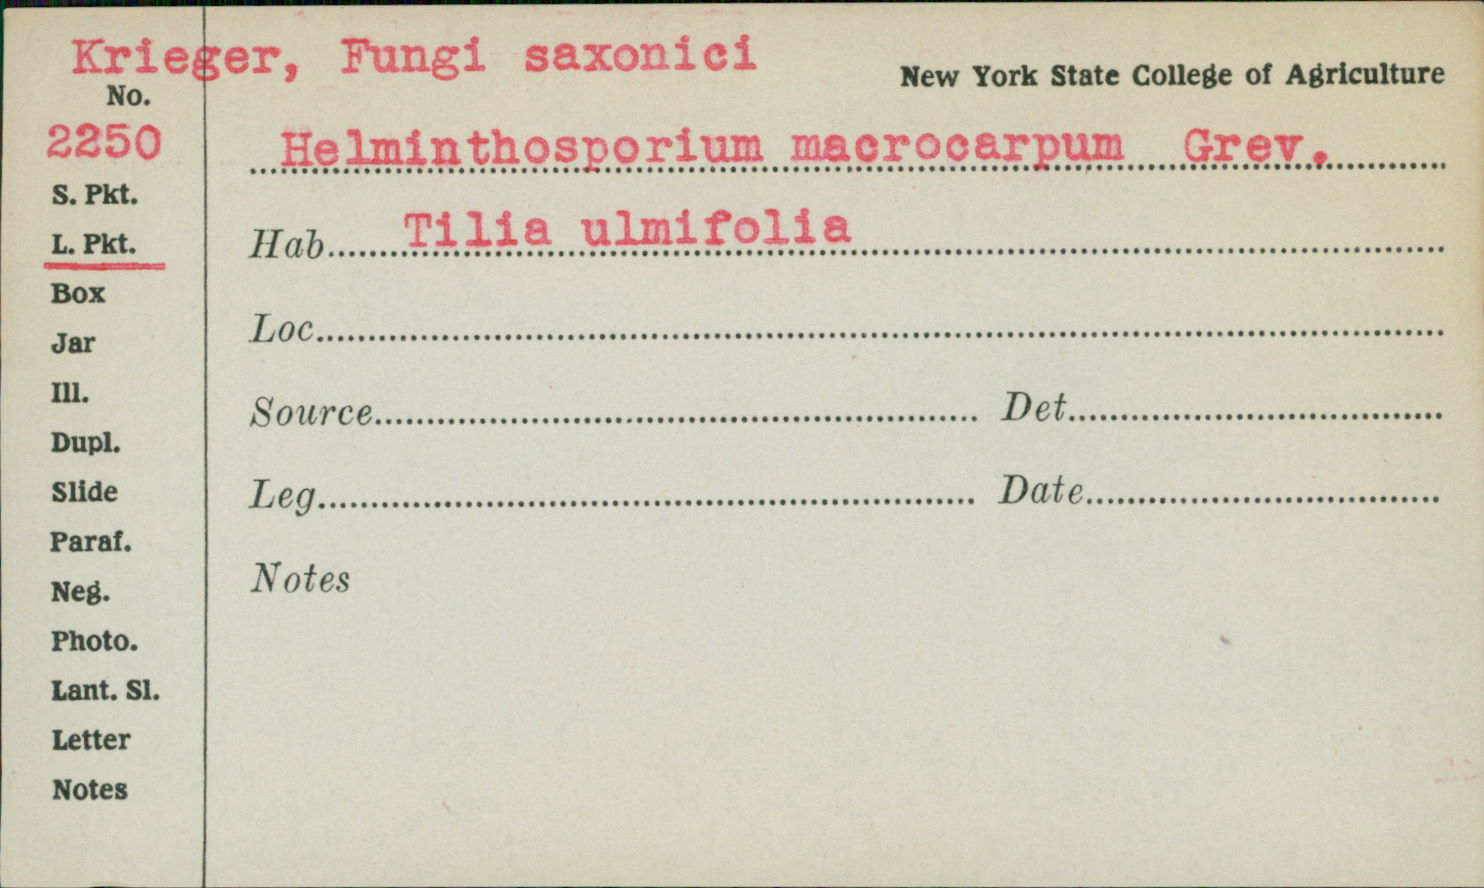 Krieger, Fungi saxonici
New York State College of Agriculture
No.
2250
Helminthosporium macrocarpum Grev.
S. Pkt.
L. Pkt.
Hab. Tilia ulmifolia
Box
Loc.
Jar
Ill.
Source
Det.
Dupl.
Slide
Leg.
Date
Paraf.
Notes
Neg.
Photo.
Lant. Sl.
Letter
Notes